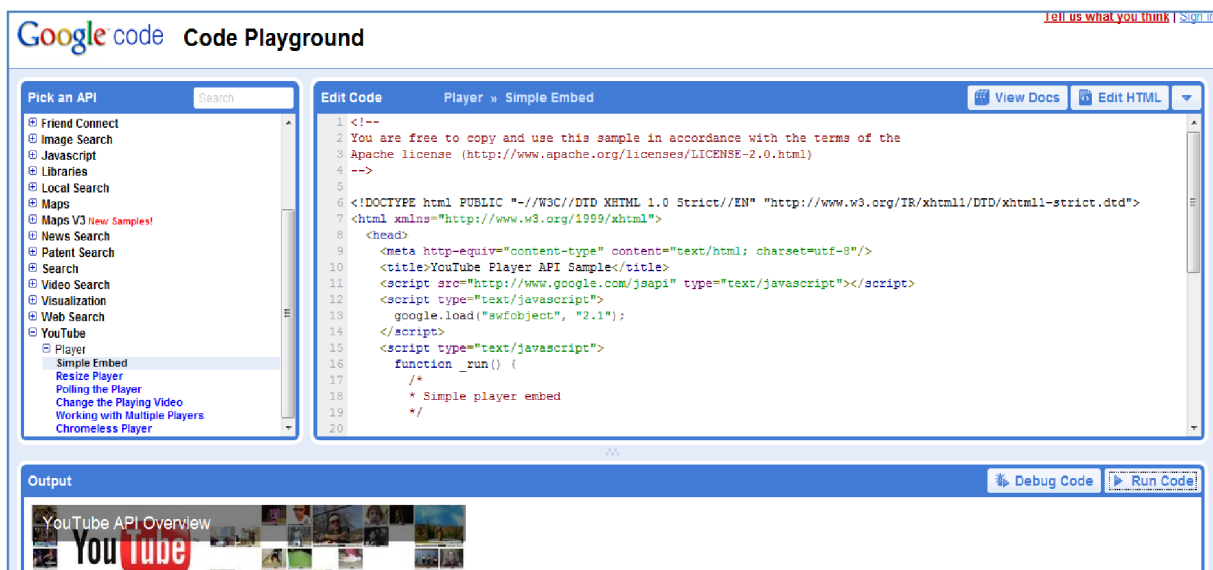 Tell us what you think | Sign in
Google code Code Playground
Pick an API Search
Friend Connect
Image Search
Javascript
Libraries
Local Search
Maps
Maps V3 New Samples!
News Search
Patent Search
Search
Video Search
Visualization
Web Search
YouTube
Player
Simple Embed
Resize Player
Polling the Player
Change the Playing Video
Working with Multiple Players
Chromeless Player
Edit Code Player » Simple Embed View Docs Edit HTML
1 <!--
2 You are free to copy and use this sample in accordance with the terms of the
3 Apache license (http://www.apache.org/licenses/LICENSE-2.0.html)
4 -->
5
6 <!DOCTYPE html PUBLIC "-//W3C//DTD XHTML 1.0 Strict//EN" "http://www.w3.org/TR/xhtml1/DTD/xhtml1-strict.dtd">
7 <html xmlns="http://www.w3.org/1999/xhtml">
8 <head>
9 <meta http-equiv="content-type" content="text/html; charset=utf-8"/>
10 <title>YouTube Player API Sample</title>
11 <script src="http://www.google.com/jsapi" type="text/javascript"></script>
12 <script type="text/javascript">
13 google.load("swfobject", "2.1");
14 </script>
15 <script type="text/javascript">
16 function _run() {
17 /*
18 * Simple player embed
19 */
20
Output Debug Code Run Code
YouTube API Overview
YouTube